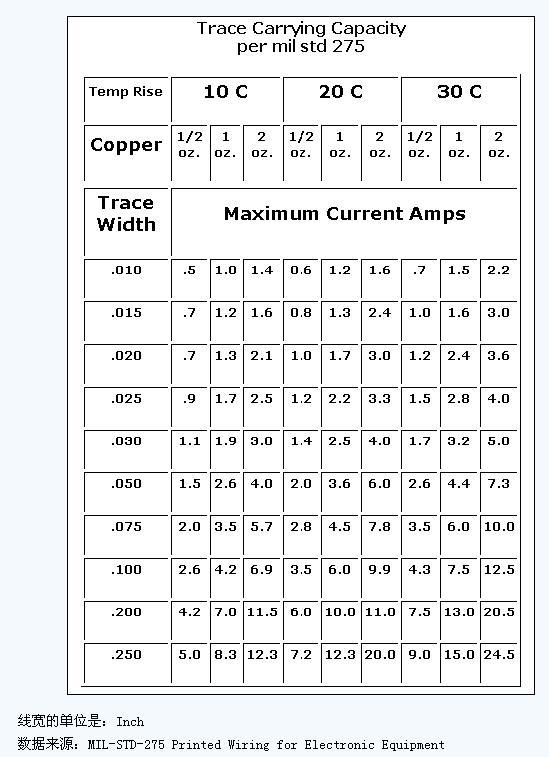 Trace Carrying Capacity
per mil std 275
Temp Rise 10 C 20 C 30 C
Copper 1/2 oz. 1 oz. 2 oz. 1/2 oz. 1 oz. 2 oz. 1/2 oz. 1 oz. 2 oz.
Trace Width Maximum Current Amps
.010 .5 1.0 1.4 0.6 1.2 1.6 .7 1.5 2.2
.015 .7 1.2 1.6 0.8 1.3 2.4 1.0 1.6 3.0
.020 .7 1.3 2.1 1.0 1.7 3.0 1.2 2.4 3.6
.025 .9 1.7 2.5 1.2 2.2 3.3 1.5 2.8 4.0
.030 1.1 1.9 3.0 1.4 2.5 4.0 1.7 3.2 5.0
.050 1.5 2.6 4.0 2.0 3.6 6.0 2.6 4.4 7.3
.075 2.0 3.5 5.7 2.8 4.5 7.8 3.5 6.0 10.0
.100 2.6 4.2 6.9 3.5 6.0 9.9 4.3 7.5 12.5
.200 4.2 7.0 11.5 6.0 10.0 11.0 7.5 13.0 20.5
.250 5.0 8.3 12.3 7.2 12.3 20.0 9.0 15.0 24.5
线宽的单位是：Inch
数据来源：MIL-STD-275 Printed Wiring for Electronic Equipment